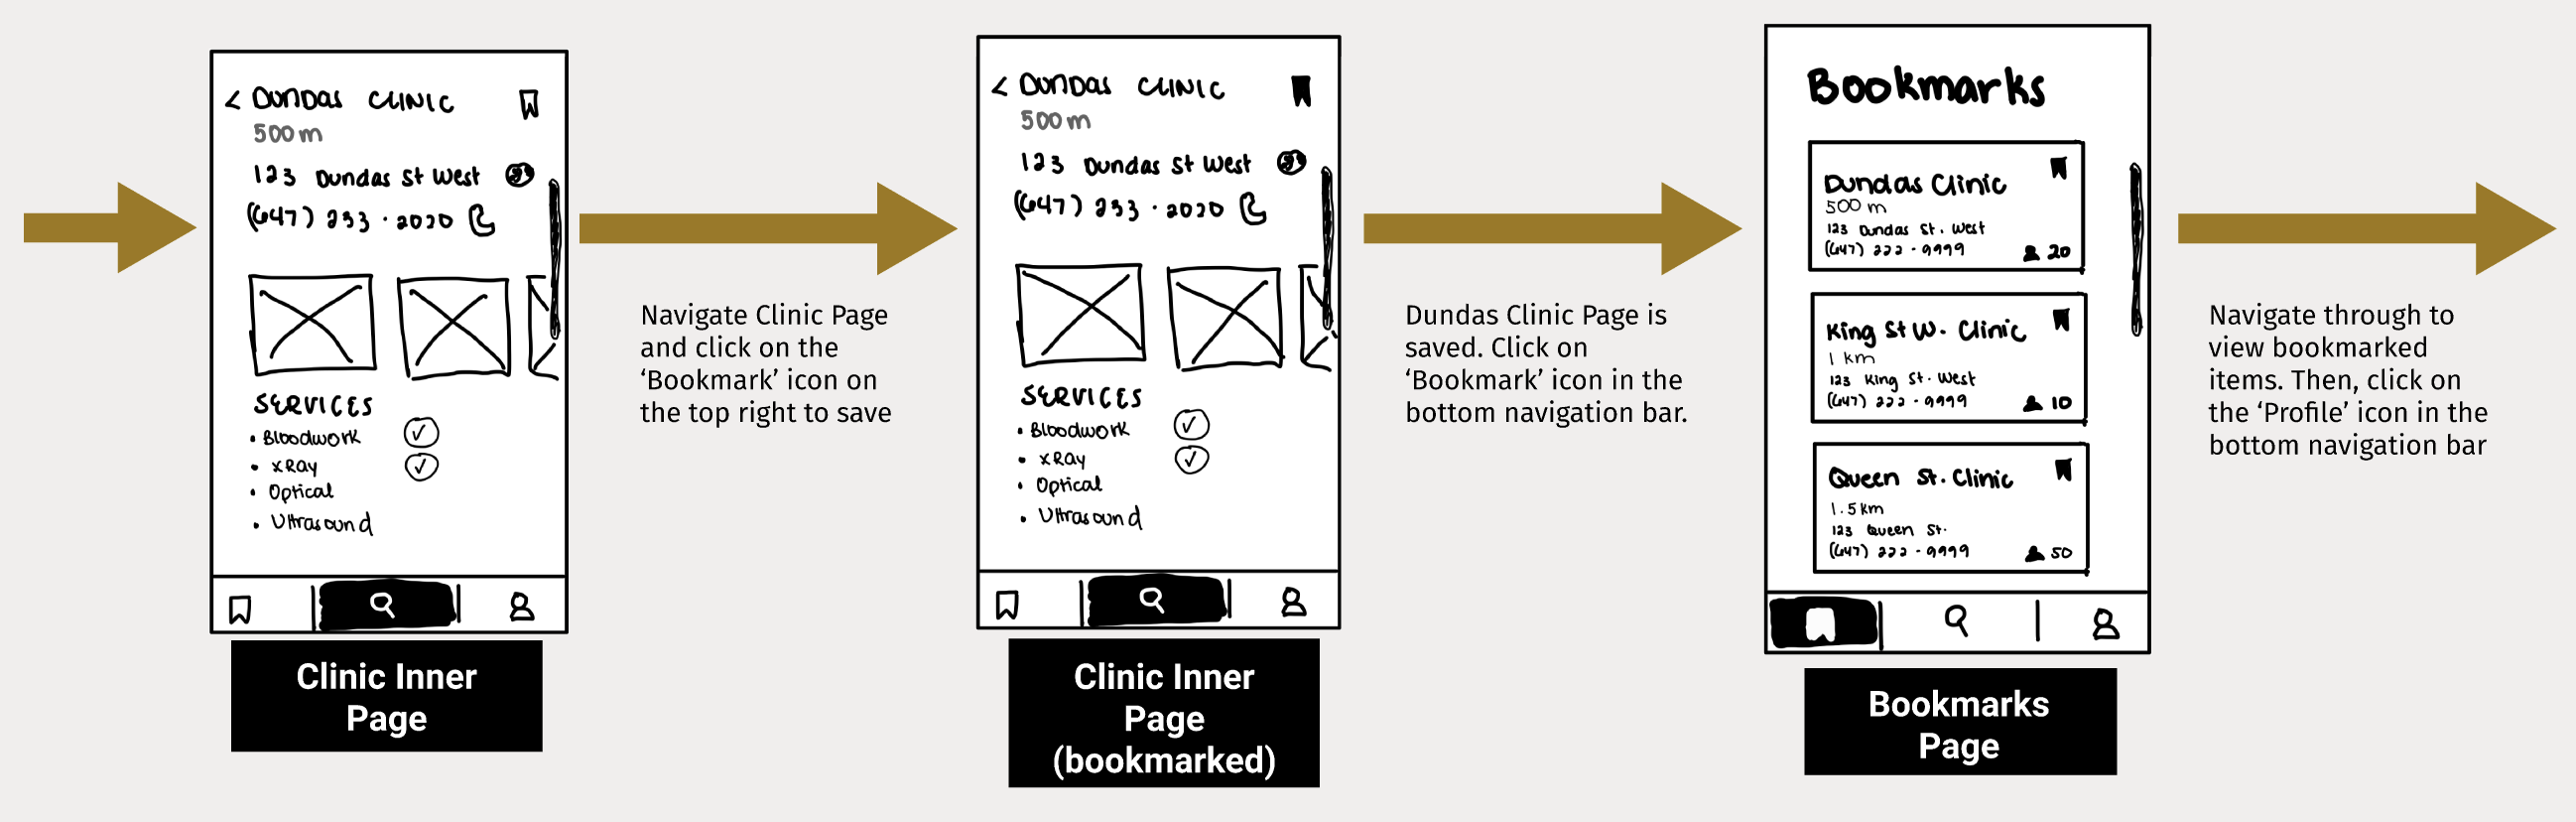 < Dundas Clinic
500m
123 Dundas St West
(647) 233 · 2020
SERVICES
• Bloodwork
• XRay
• Optical
• Ultrasound
Clinic Inner
Page
Navigate Clinic Page
and click on the
‘Bookmark’ icon on
the top right to save
< Dundas Clinic
500m
123 Dundas St West
(647) 233 · 2020
SERVICES
• Bloodwork
• XRay
• Optical
• Ultrasound
Clinic Inner
Page
(bookmarked)
Dundas Clinic Page is
saved. Click on
‘Bookmark’ icon in the
bottom navigation bar.
Bookmarks
Dundas Clinic
500 m
123 Dundas St. West
(647) 222 - 9999
20
King St W. Clinic
1 km
123 King St. West
(647) 222 - 9999
10
Queen St. Clinic
1.5km
123 Queen St.
(647) 222 - 9999
50
Bookmarks
Page
Navigate through to
view bookmarked
items. Then, click on
the ‘Profile’ icon in the
bottom navigation bar